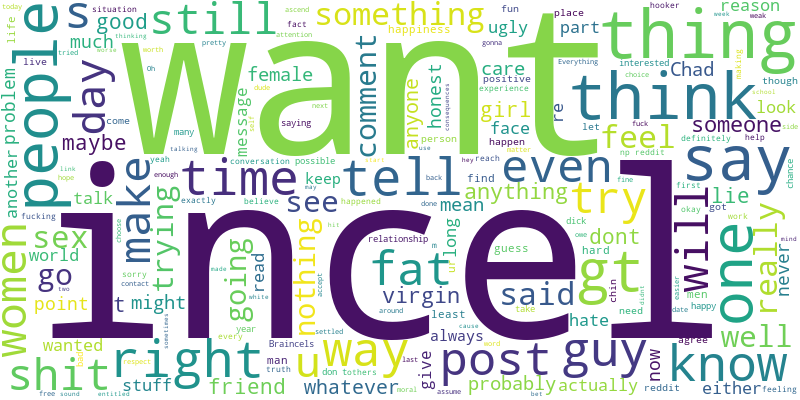 want
incel
thing
think
people
say
still
something
s
day
good
much
reason
situation
today
life
live
ascend
fact
attention
happiness
fun
place
part
ugly
Everything
interested
choice
making
school
week
weak
gonna
hooker
tried
thinking
worse
worth
pretty
Oh
dude
next
saying
many
talking
come
yeah
female
message
comment
anyone
honest
care
positive
girl
experience
face
person
consequences
happen
re
let
Chad
though
look
someone
feel
fuck
definitely
help
side
np reddit
problem
another
maybe
link
hope
talk
fucking
enough
exactly
conversation
possible
believe
time
tell
even
try
anything
find
reach
back
hey
matter
fine
first
okay
got
work
chance
never
mind
really
lie
will
one
women
make
trying
see
keep
may
happened
start
use
done
mean
long
dick
guess
hard
dont
gt
men
need
date
happy
easier
didnt
sex
world
go
point
t
might
going
read
nothing
relationship
m
ur
fat
virgin
said
least
always
cause
take
chin
hate
agree
well
know
wanted
sorry
contact
two
choose
sometimes
year
made
white
accept
around
hit
shit
right
u
way
post
guy
now
reddit
either
feeling
stuff
friend
whatever
man
truth
every
settled
Braincels
last
give
word
probably
actually
free
sound
entitled
respect
don
tothers
moral
assume
bet